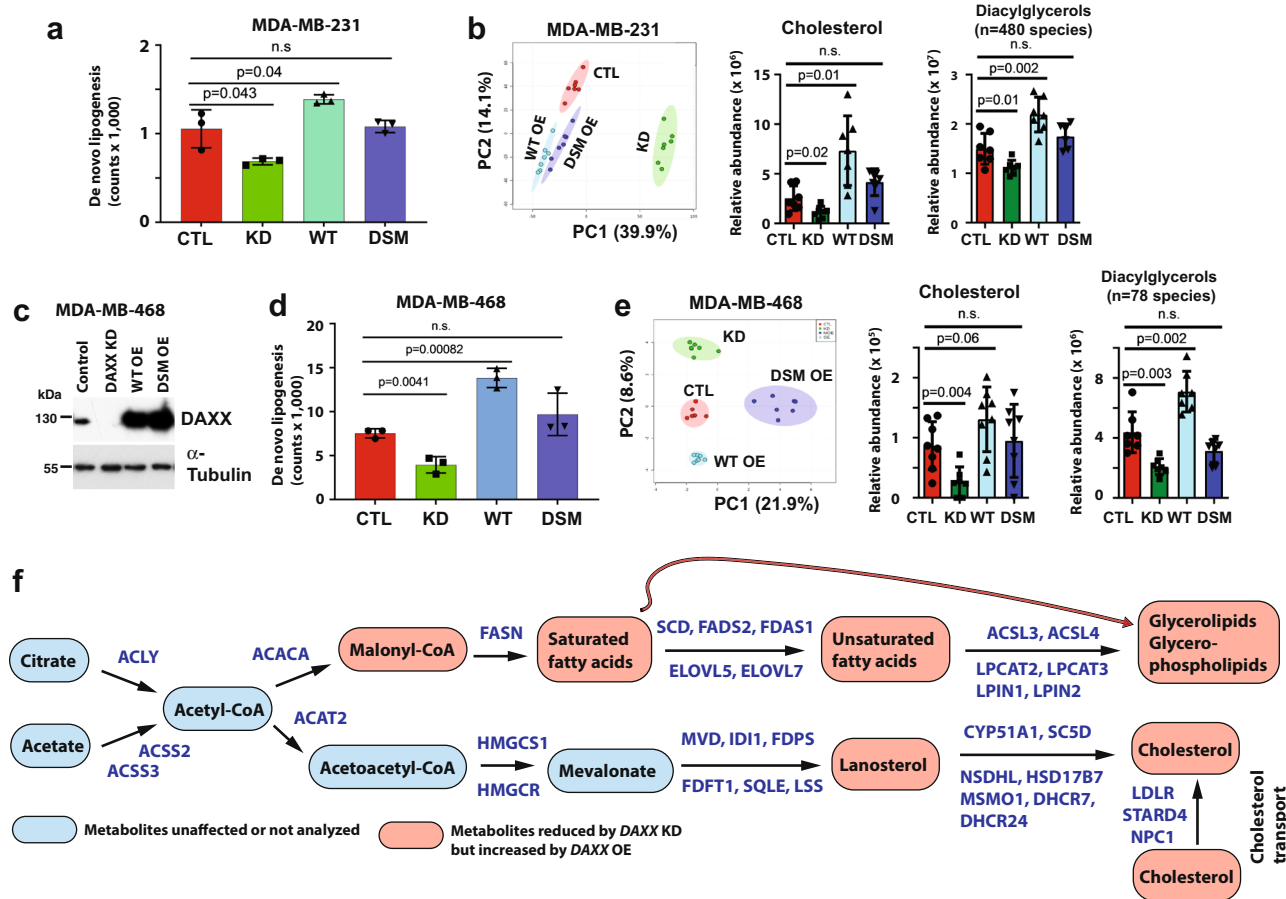 a
MDA-MB-231
De novo lipogenesis
(counts x 1,000)
2
1
0
n.s
p=0.04
p=0.043
CTL
KD
WT
DSM
b
MDA-MB-231
PC2 (14.1%)
CTL
WT OE
DSM OE
KD
-50
0
50
100
PC1 (39.9%)
Cholesterol
Relative abundance (x 10⁶)
15
10
5
0
n.s.
p=0.01
p=0.02
CTL
KD
WT
DSM
Diacylglycerols
(n=480 species)
Relative abundance (x 10⁷)
3
2
1
0
n.s.
p=0.002
p=0.01
CTL
KD
WT
DSM
c
MDA-MB-468
Control
DAXX KD
WT OE
DSM OE
kDa
130
DAXX
55
α-
Tubulin
d
MDA-MB-468
De novo lipogenesis
(counts x 1,000)
20
15
10
5
0
n.s.
p=0.00082
p=0.0041
CTL
KD
WT
DSM
e
MDA-MB-468
PC2 (8.6%)
KD
CTL
DSM OE
WT OE
PC1 (21.9%)
Cholesterol
Relative abundance (x 10⁵)
2
1
0
n.s.
p=0.06
p=0.004
CTL
KD
WT
DSM
Diacylglycerols
(n=78 species)
Relative abundance (x 10⁶)
8
6
4
2
0
n.s.
p=0.002
p=0.003
CTL
KD
WT
DSM
f
Citrate
ACLY
Acetate
ACSS2
ACSS3
Acetyl-CoA
ACACA
Malonyl-CoA
FASN
Saturated
fatty acids
SCD, FADS2, FDAS1
ELOVL5, ELOVL7
Unsaturated
fatty acids
ACSL3, ACSL4
LPCAT2, LPCAT3
LPIN1, LPIN2
Glycerolipids
Glycero-
phospholipids
ACAT2
Acetoacetyl-CoA
HMGCS1
HMGCR
Mevalonate
MVD, IDI1, FDPS
FDFT1, SQLE, LSS
Lanosterol
CYP51A1, SC5D
NSDHL, HSD17B7
MSMO1, DHCR7,
DHCR24
Cholesterol
LDLR
STARD4
NPC1
Cholesterol
transport
Cholesterol
Metabolites unaffected or not analyzed
Metabolites reduced by DAXX KD
but increased by DAXX OE